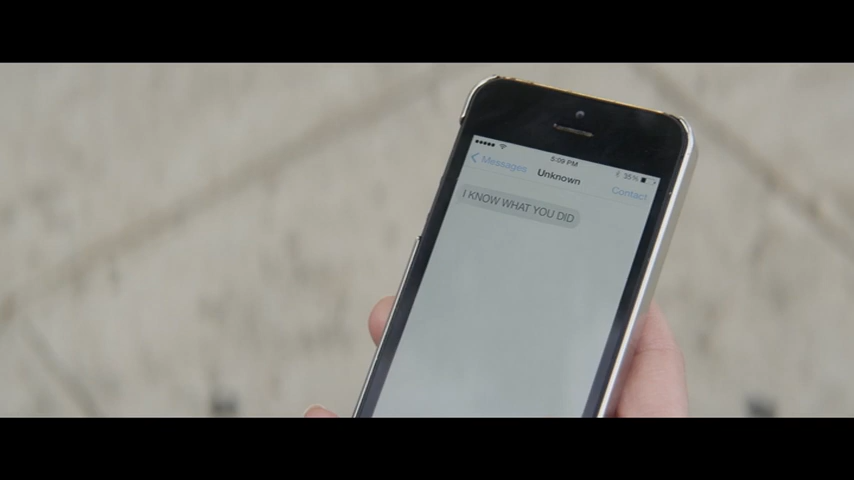 5:09 PM
35%
Messages
Unknown
Contact
I KNOW WHAT YOU DID